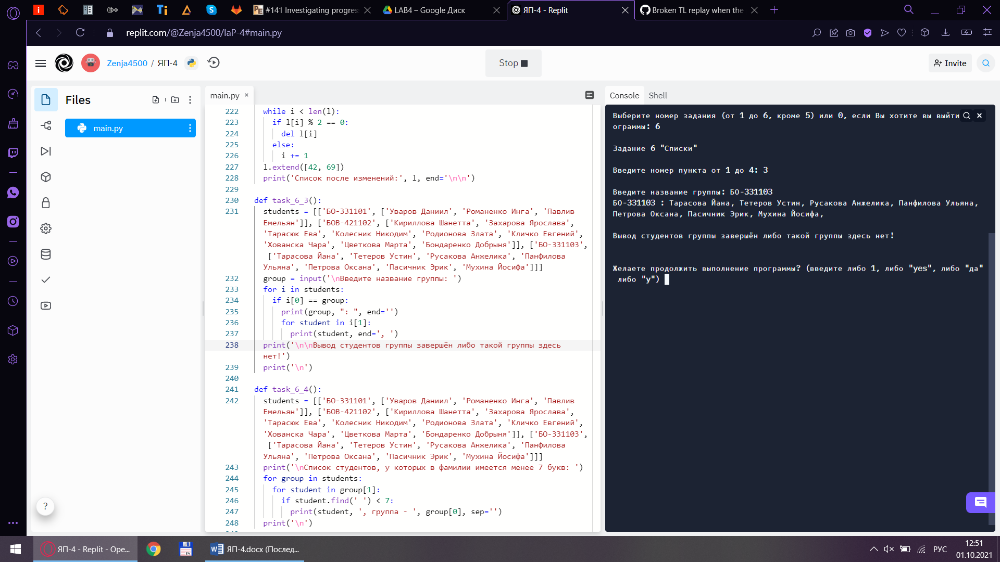 #141 Investigating progres
LAB4 – Google Диск
ЯП-4 - Replit
Broken TL replay when the
replit.com/@Zenja4500/IaP-4#main.py
Zenja4500 / ЯП-4
Stop
Invite
Files
main.py
main.py
Console
Shell
222 while i < len(l):
223 if l[i] % 2 == 0:
224 del l[i]
225 else:
226 i += 1
227 l.extend([42, 69])
228 print('Список после изменений:', l, end='\n\n')
229
230 def task_6_3():
231 students = [['БО-331101', ['Уваров Даниил', 'Романенко Инга', 'Павлив
Емельян']], ['БОВ-421102', ['Кириллова Шанетта', 'Захарова Ярослава',
'Тарасюк Ева', 'Колесник Никодим', 'Родионова Злата', 'Кличко Евгений',
'Хованска Чара', 'Цветкова Марта', 'Бондаренко Добрыня']], ['БО-331103',
['Тарасова Йана', 'Тетеров Устин', 'Русакова Анжелика', 'Панфилова
Ульяна', 'Петрова Оксана', 'Пасичник Эрик', 'Мухина Йосифа']]]
232 group = input('\nВведите название группы: ')
233 for i in students:
234 if i[0] == group:
235 print(group, ": ", end='')
236 for student in i[1]:
237 print(student, end=', ')
238 print('\n\nВывод студентов группы завершён либо такой группы здесь
нет!')
239 print('\n')
240
241 def task_6_4():
242 students = [['БО-331101', ['Уваров Даниил', 'Романенко Инга', 'Павлив
Емельян']], ['БОВ-421102', ['Кириллова Шанетта', 'Захарова Ярослава',
'Тарасюк Ева', 'Колесник Никодим', 'Родионова Злата', 'Кличко Евгений',
'Хованска Чара', 'Цветкова Марта', 'Бондаренко Добрыня']], ['БО-331103',
['Тарасова Йана', 'Тетеров Устин', 'Русакова Анжелика', 'Панфилова
Ульяна', 'Петрова Оксана', 'Пасичник Эрик', 'Мухина Йосифа']]]
243 print('\nСписок студентов, у которых в фамилии имеется менее 7 букв: ')
244 for group in students:
245 for student in group[1]:
246 if student.find(' ') < 7:
247 print(student, ', группа - ', group[0], sep='')
248 print('\n')
Выберите номер задания (от 1 до 6, кроме 5) или 0, если Вы хотите вы выйти
ограммы: 6
Задание 6 "Списки"
Введите номер пункта от 1 до 4: 3
Введите название группы: БО-331103
БО-331103 : Тарасова Йана, Тетеров Устин, Русакова Анжелика, Панфилова Ульяна,
Петрова Оксана, Пасичник Эрик, Мухина Йосифа,
Вывод студентов группы завершён либо такой группы здесь нет!
Желаете продолжить выполнение программы? (введите либо 1, либо "yes", либо "да"
либо "y")
?
ЯП-4 - Replit - Ope...
ЯП-4.docx (Послед...
РУС
12:51
01.10.2021